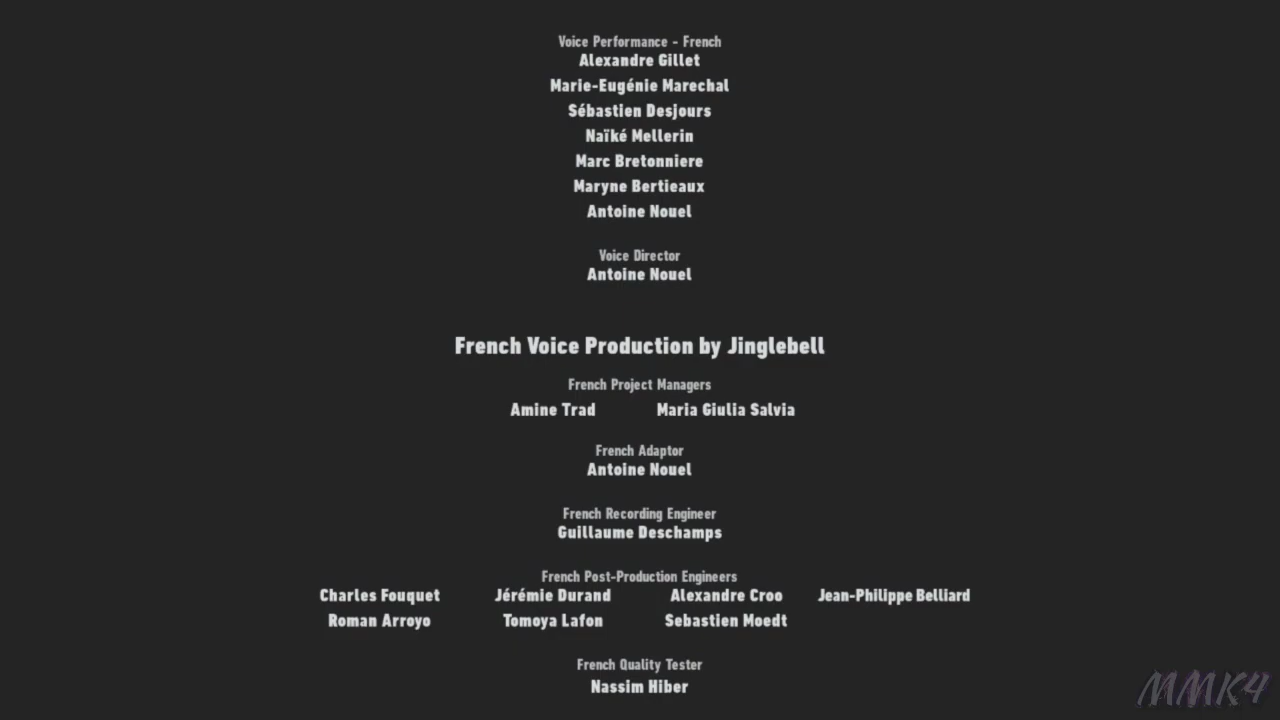 Voice Performance - French
Alexandre Gillet
Marie-Eugénie Marechal
Sébastien Desjours
Naïké Mellerin
Marc Bretonniere
Maryne Bertieaux
Antoine Nouel
Voice Director
Antoine Nouel
French Voice Production by Jinglebell
French Project Managers
Amine Trad Maria Giulia Salvia
French Adaptor
Antoine Nouel
French Recording Engineer
Guillaume Deschamps
French Post-Production Engineers
Charles Fouquet Jérémie Durand Alexandre Croo Jean-Philippe Belliard
Roman Arroyo Tomoya Lafon Sebastien Moedt
French Quality Tester
Nassim Hiber
MMK4